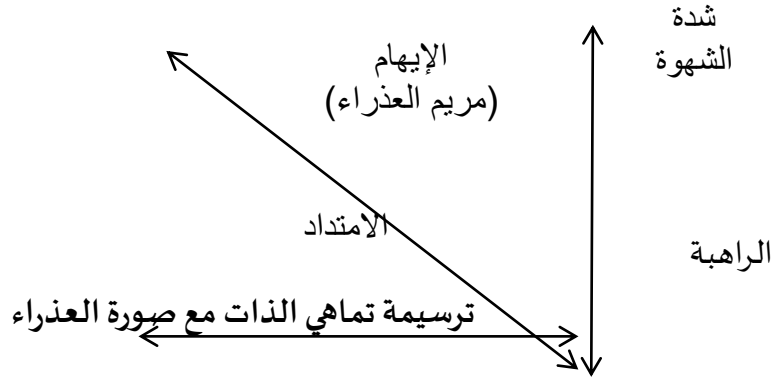 شدة
الشهوة
الإيهام
(مريم العذراء)
الامتداد
الراهبة
ترسيمة تماهي الذات مع صورة العذراء